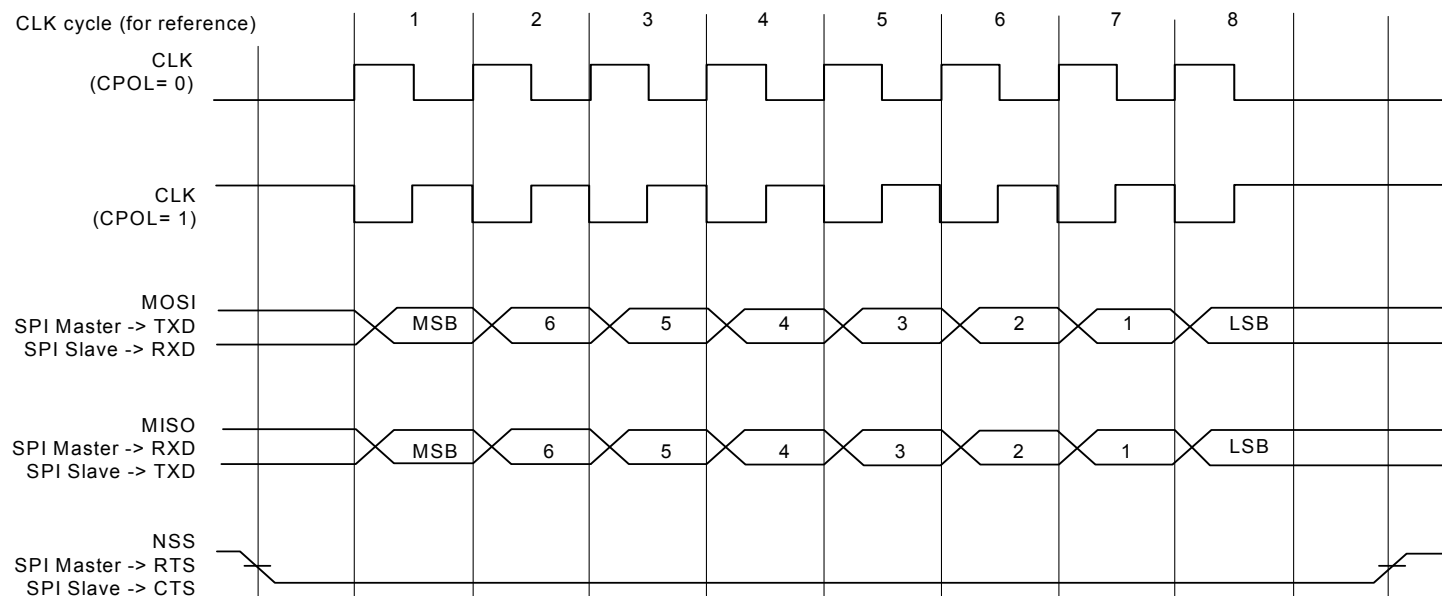 CLK cycle (for reference) 1 2 3 4 5 6 7 8
CLK
(CPOL= 0)
CLK
(CPOL= 1)
MOSI
SPI Master -> TXD
SPI Slave -> RXD
MSB 6 5 4 3 2 1 LSB
MISO
SPI Master -> RXD
SPI Slave -> TXD
MSB 6 5 4 3 2 1 LSB
NSS
SPI Master -> RTS
SPI Slave -> CTS